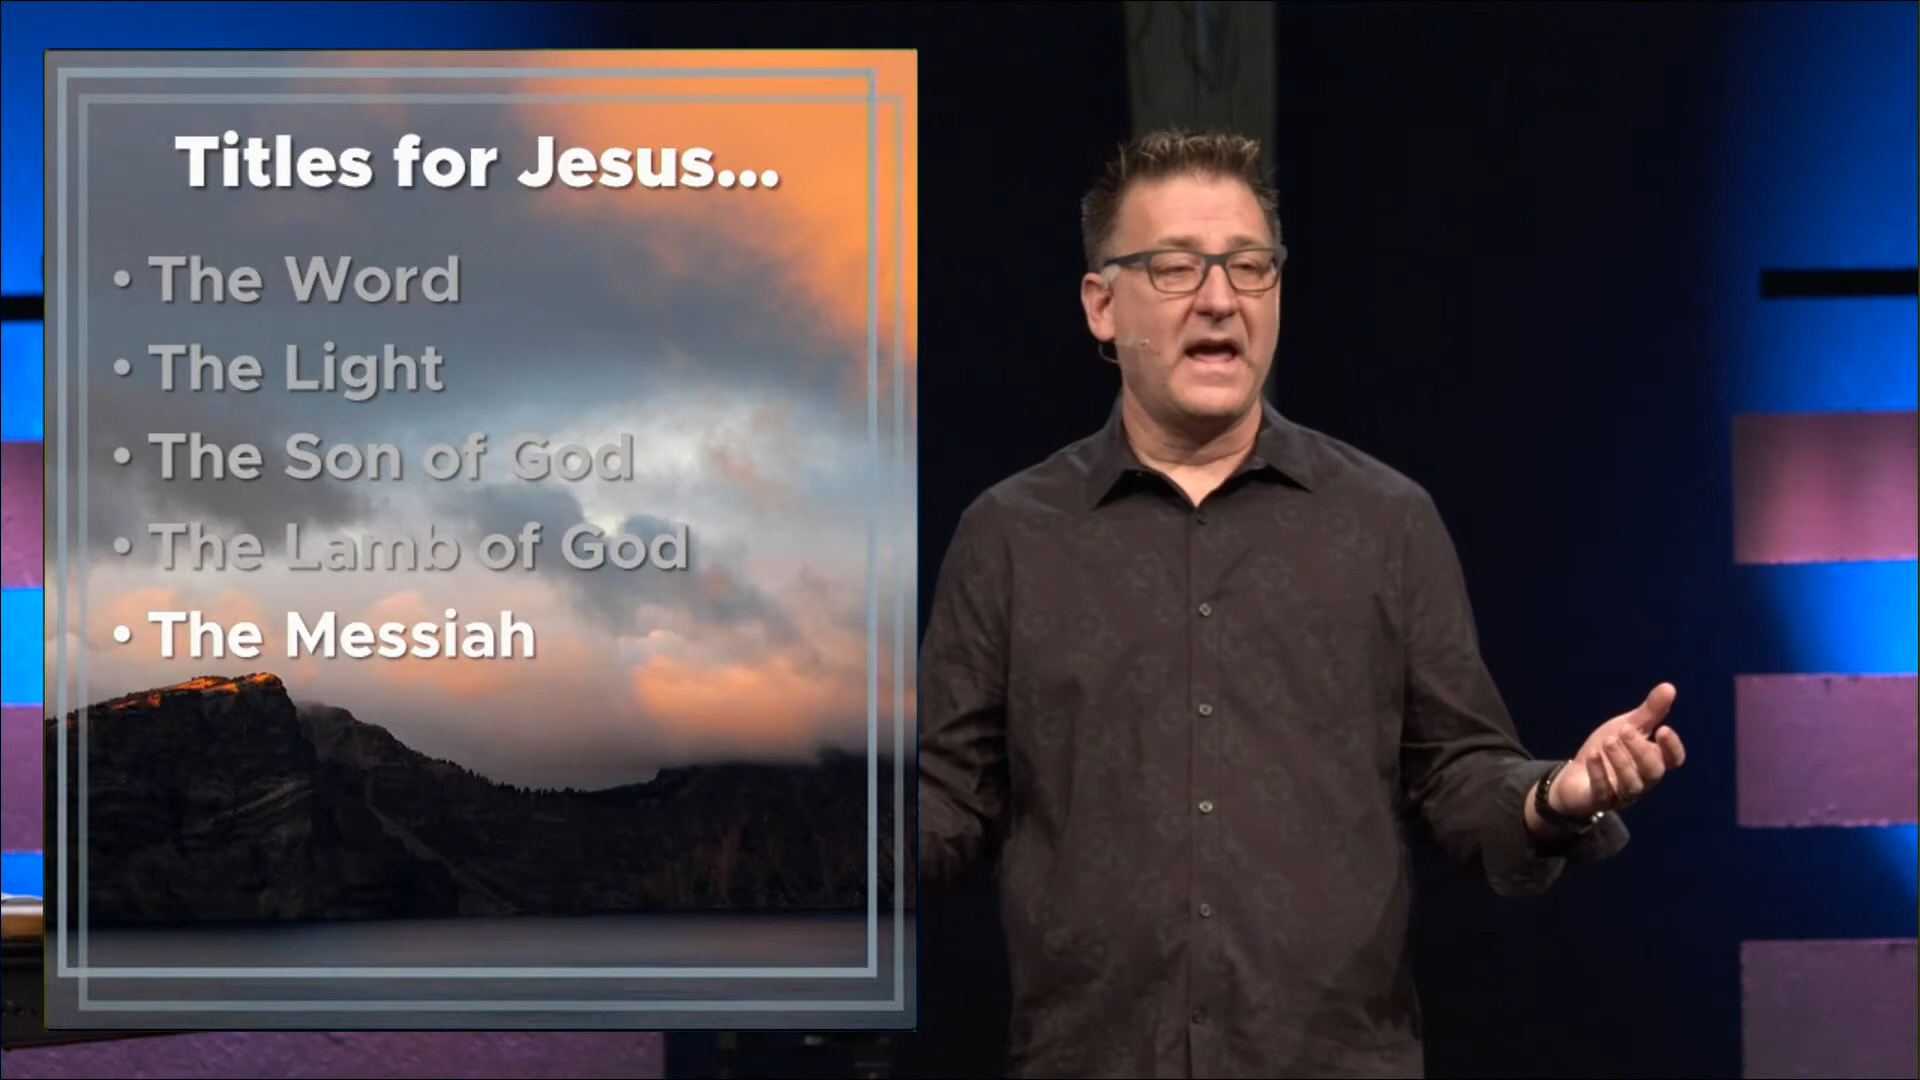 Titles for Jesus...
• The Word
• The Light
• The Son of God
• The Lamb of God
• The Messiah